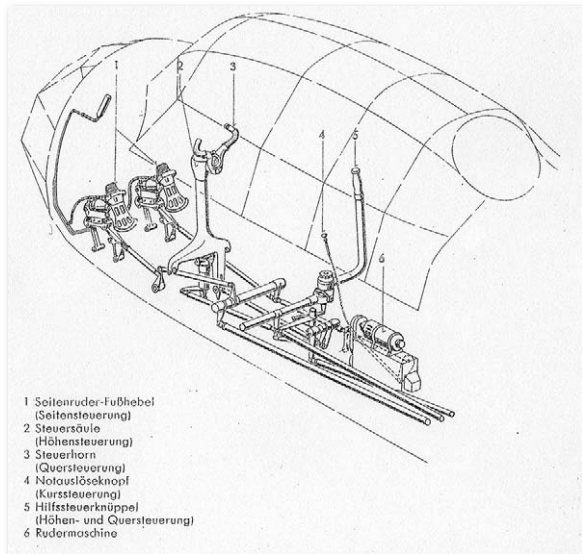 1 2 3 4 5 6
1 Seitenruder-Fußhebel
(Seitensteuerung)
2 Steuersäule
(Höhensteuerung)
3 Steuerhorn
(Quersteuerung)
4 Notauslöseknopf
(Kurssteuerung)
5 Hilfssteuerknüppel
(Höhen- und Quersteuerung)
6 Rudermaschine